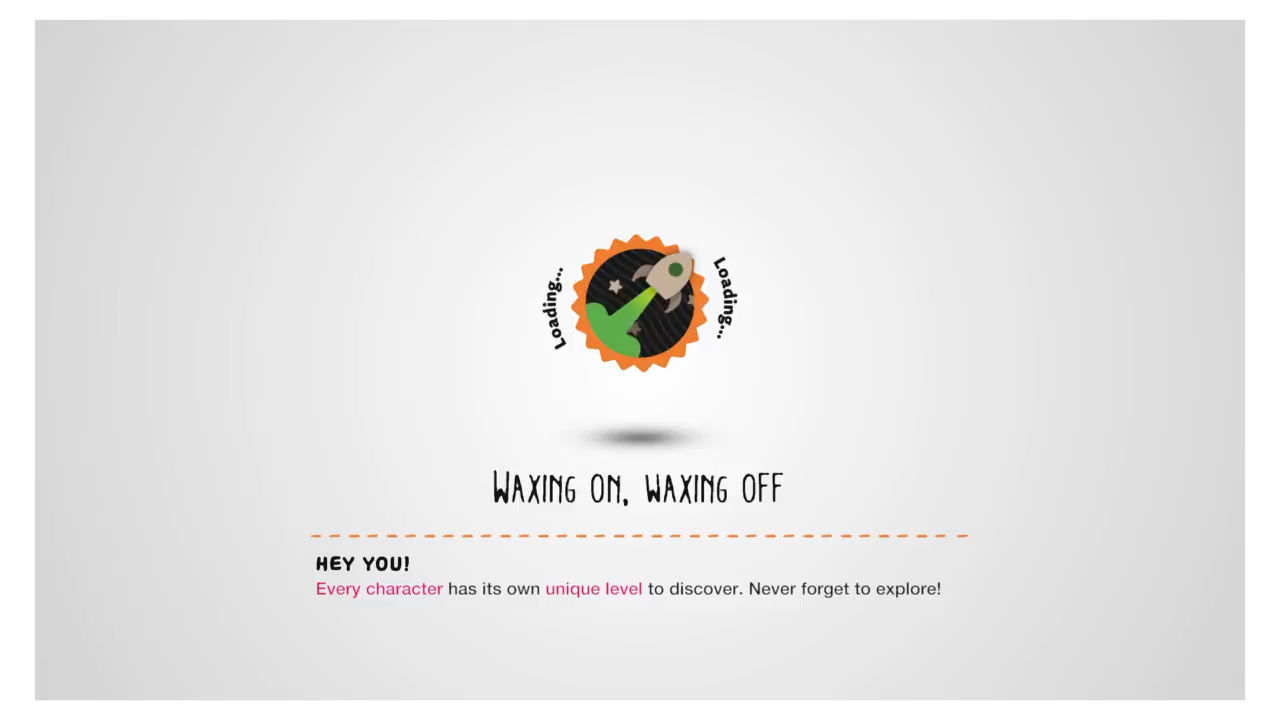 Loading...
Loading...
WAXING ON, WAXING OFF
HEY YOU!
Every character has its own unique level to discover. Never forget to explore!